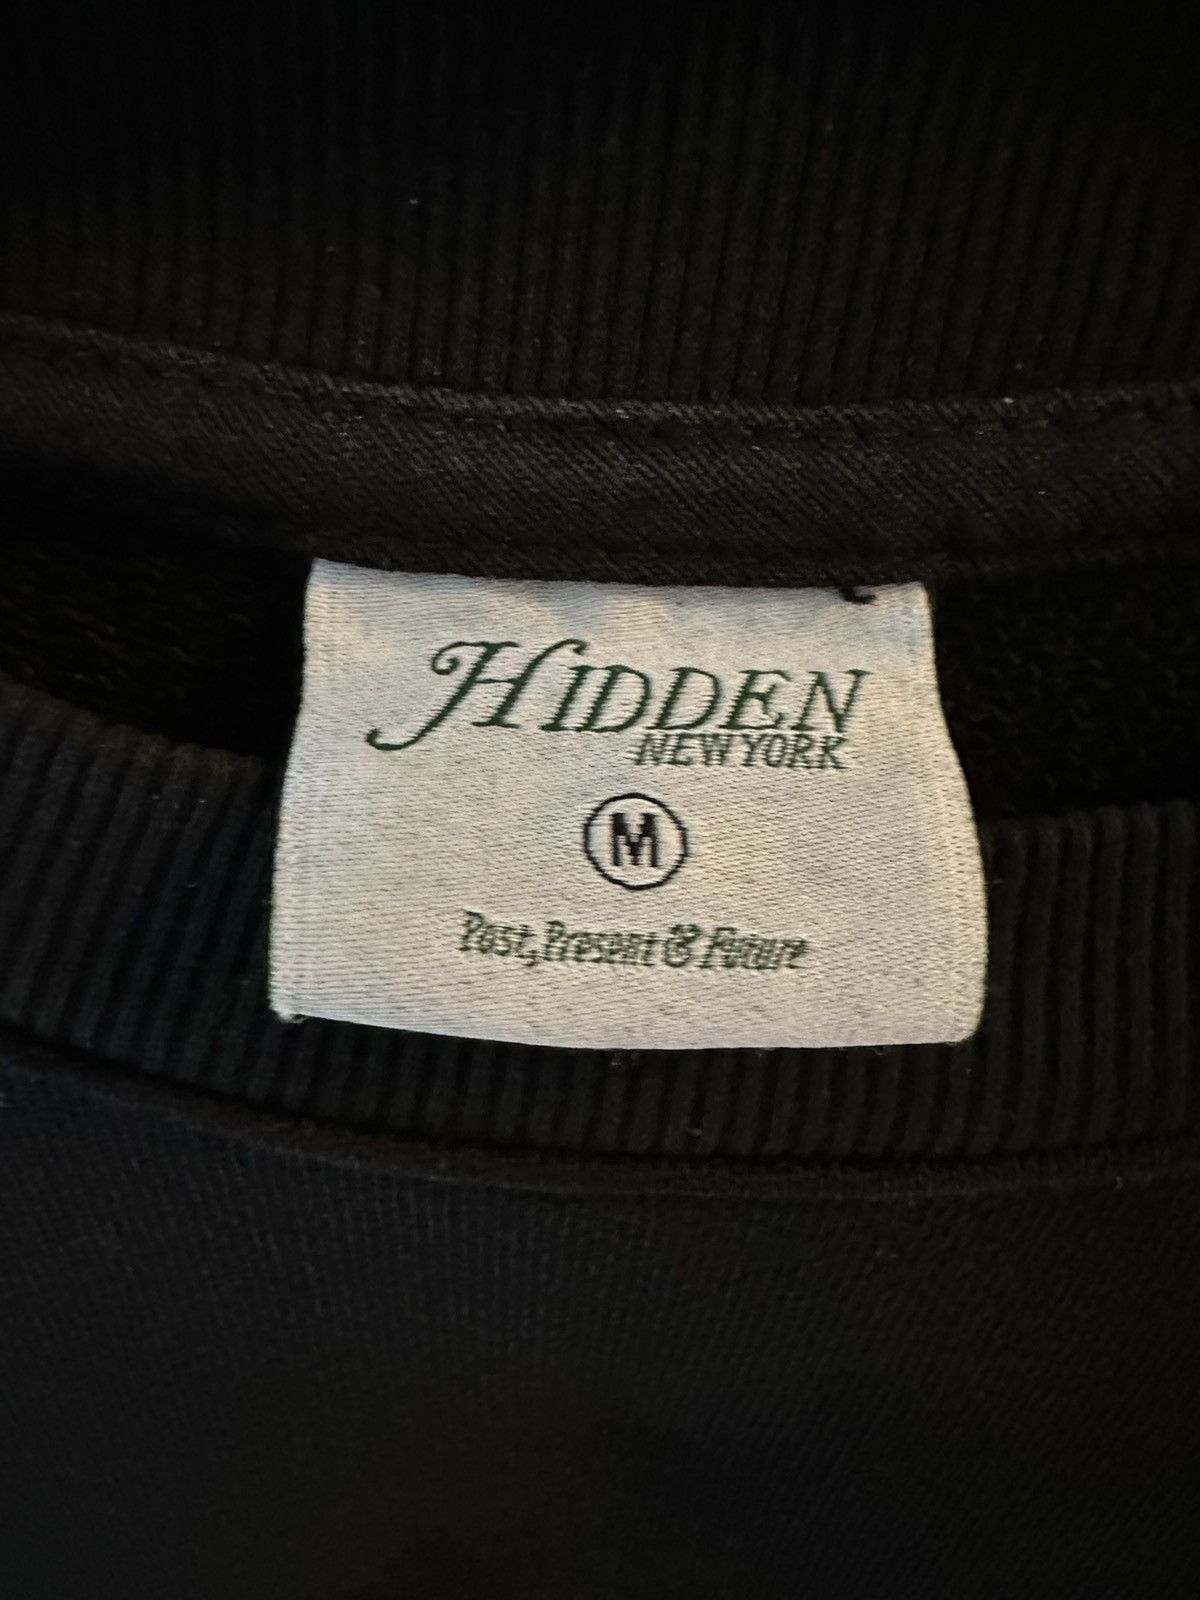 HIDDEN
NEW YORK
M
Past, Present & Future